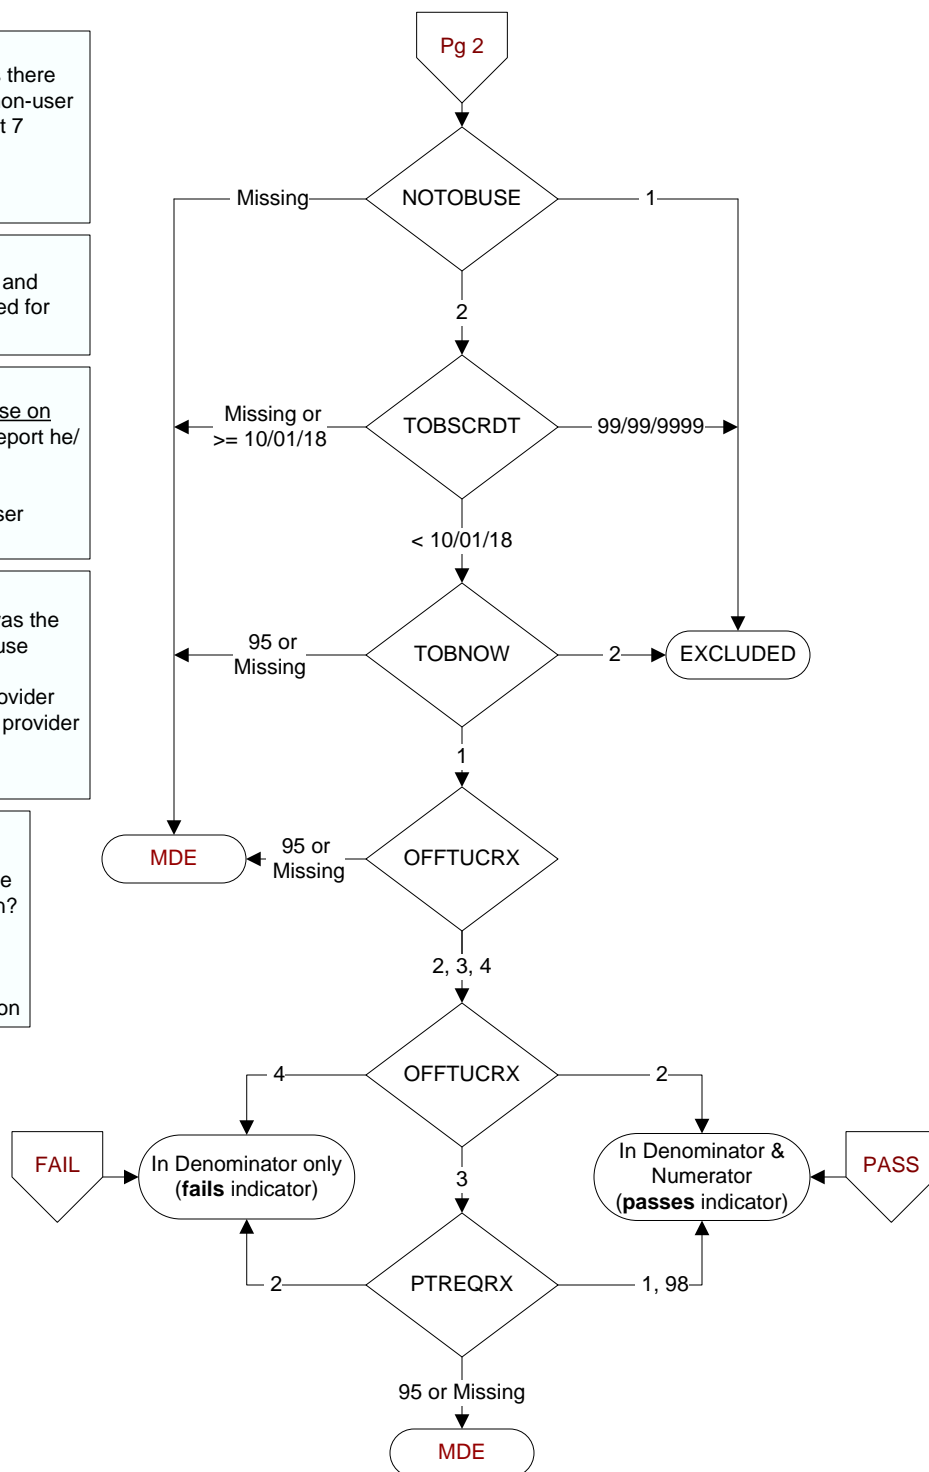 Pg 2
there
on-user
t 7
NOTOBUSE
Missing
1
2
and
ed for
se on
eport he/
ser
TOBSCRDT
Missing or
>= 10/01/18
99/99/9999
< 10/01/18
as the
use
ovider
provider
TOBNOW
95 or
Missing
2
EXCLUDED
1
e
n?
on
MDE
95 or
Missing
OFFTUCRX
2, 3, 4
OFFTUCRX
4
2
FAIL
In Denominator only
(fails indicator)
3
In Denominator &
Numerator
(passes indicator)
PASS
PTREQRX
2
1, 98
95 or Missing
MDE